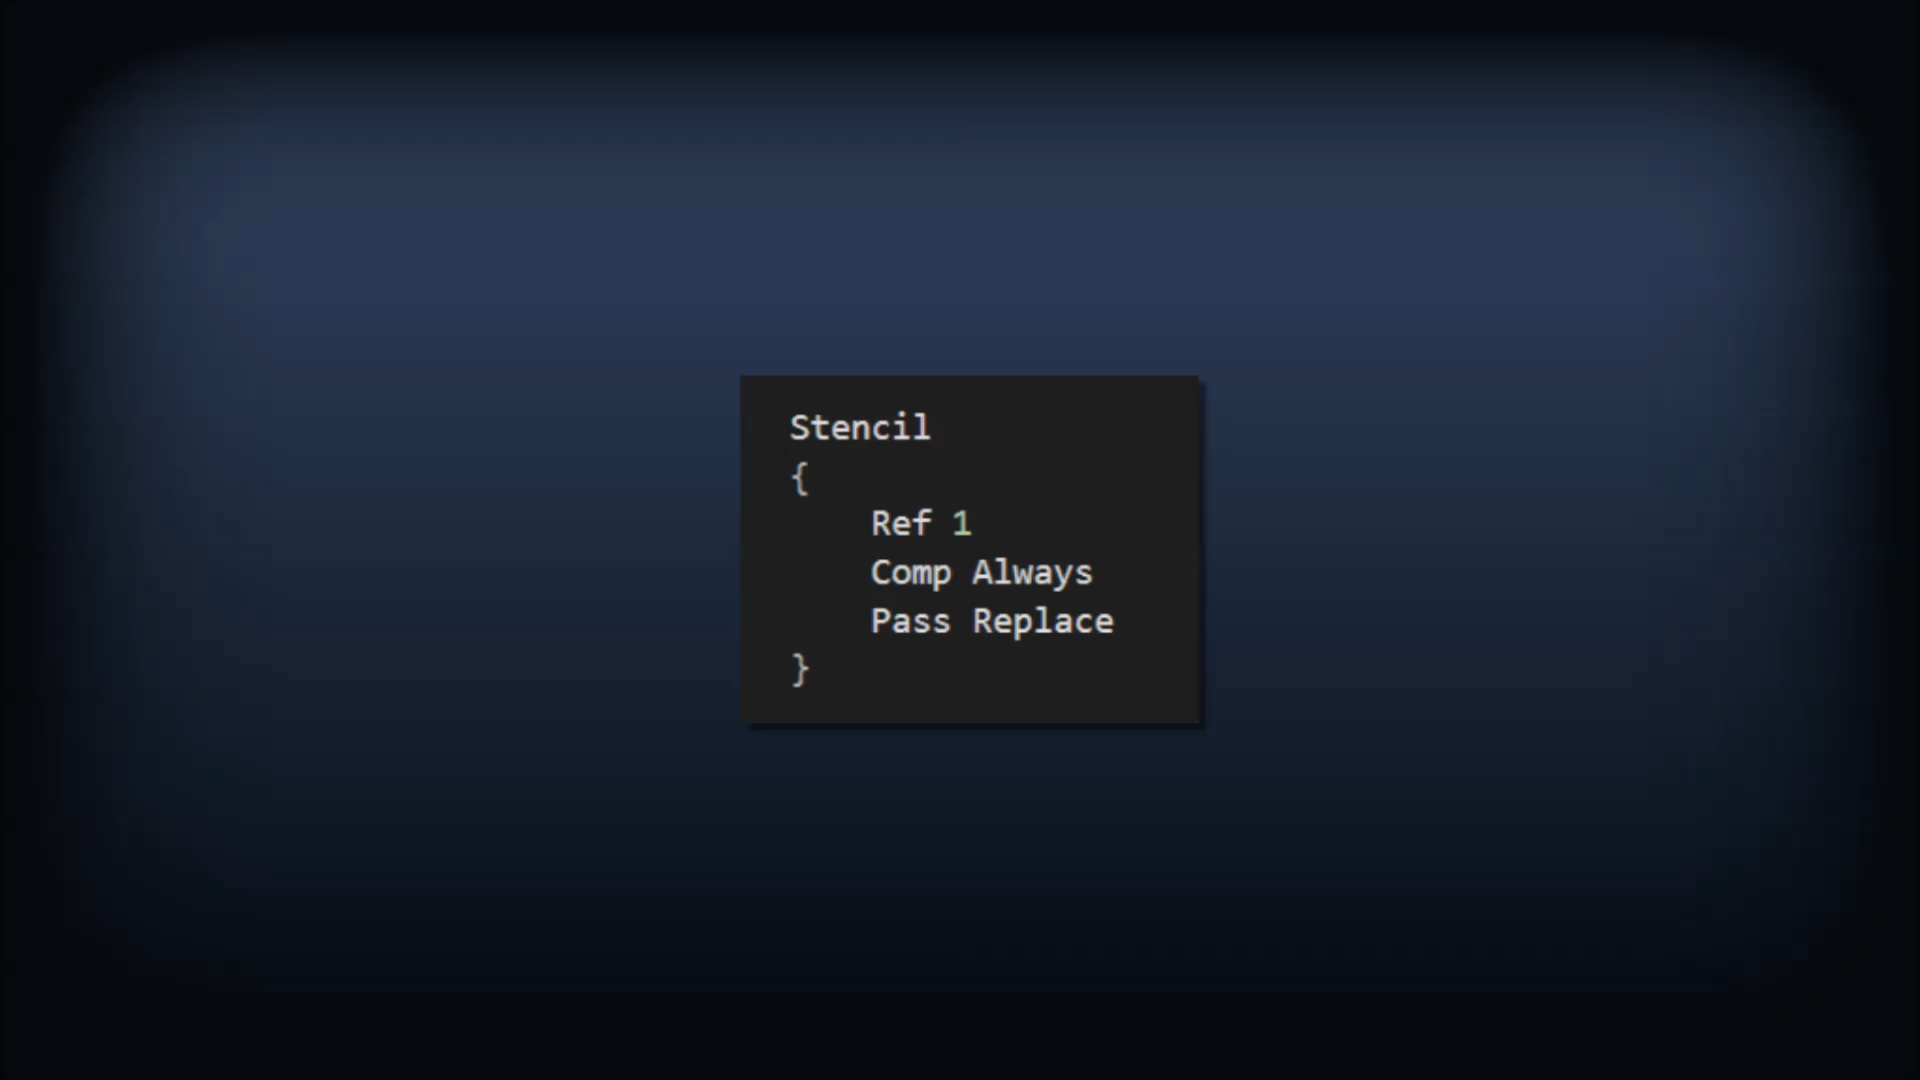 Stencil
{
Ref 1
Comp Always
Pass Replace
}